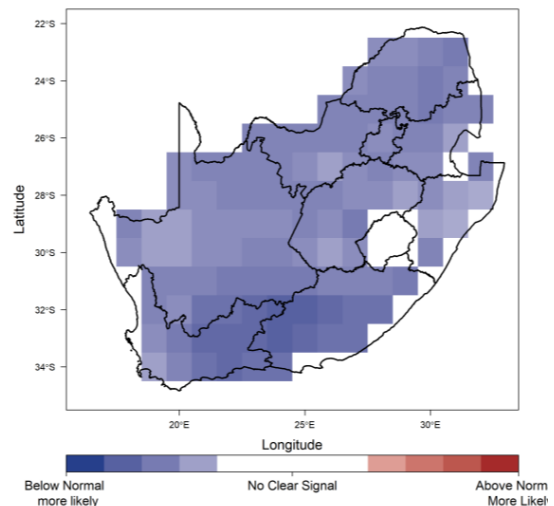 22°S
24°S
26°S
28°S
30°S
32°S
34°S
Latitude
20°E 25°E 30°E
Longitude
Below Normal No Clear Signal Above Norm
more likely More Likel